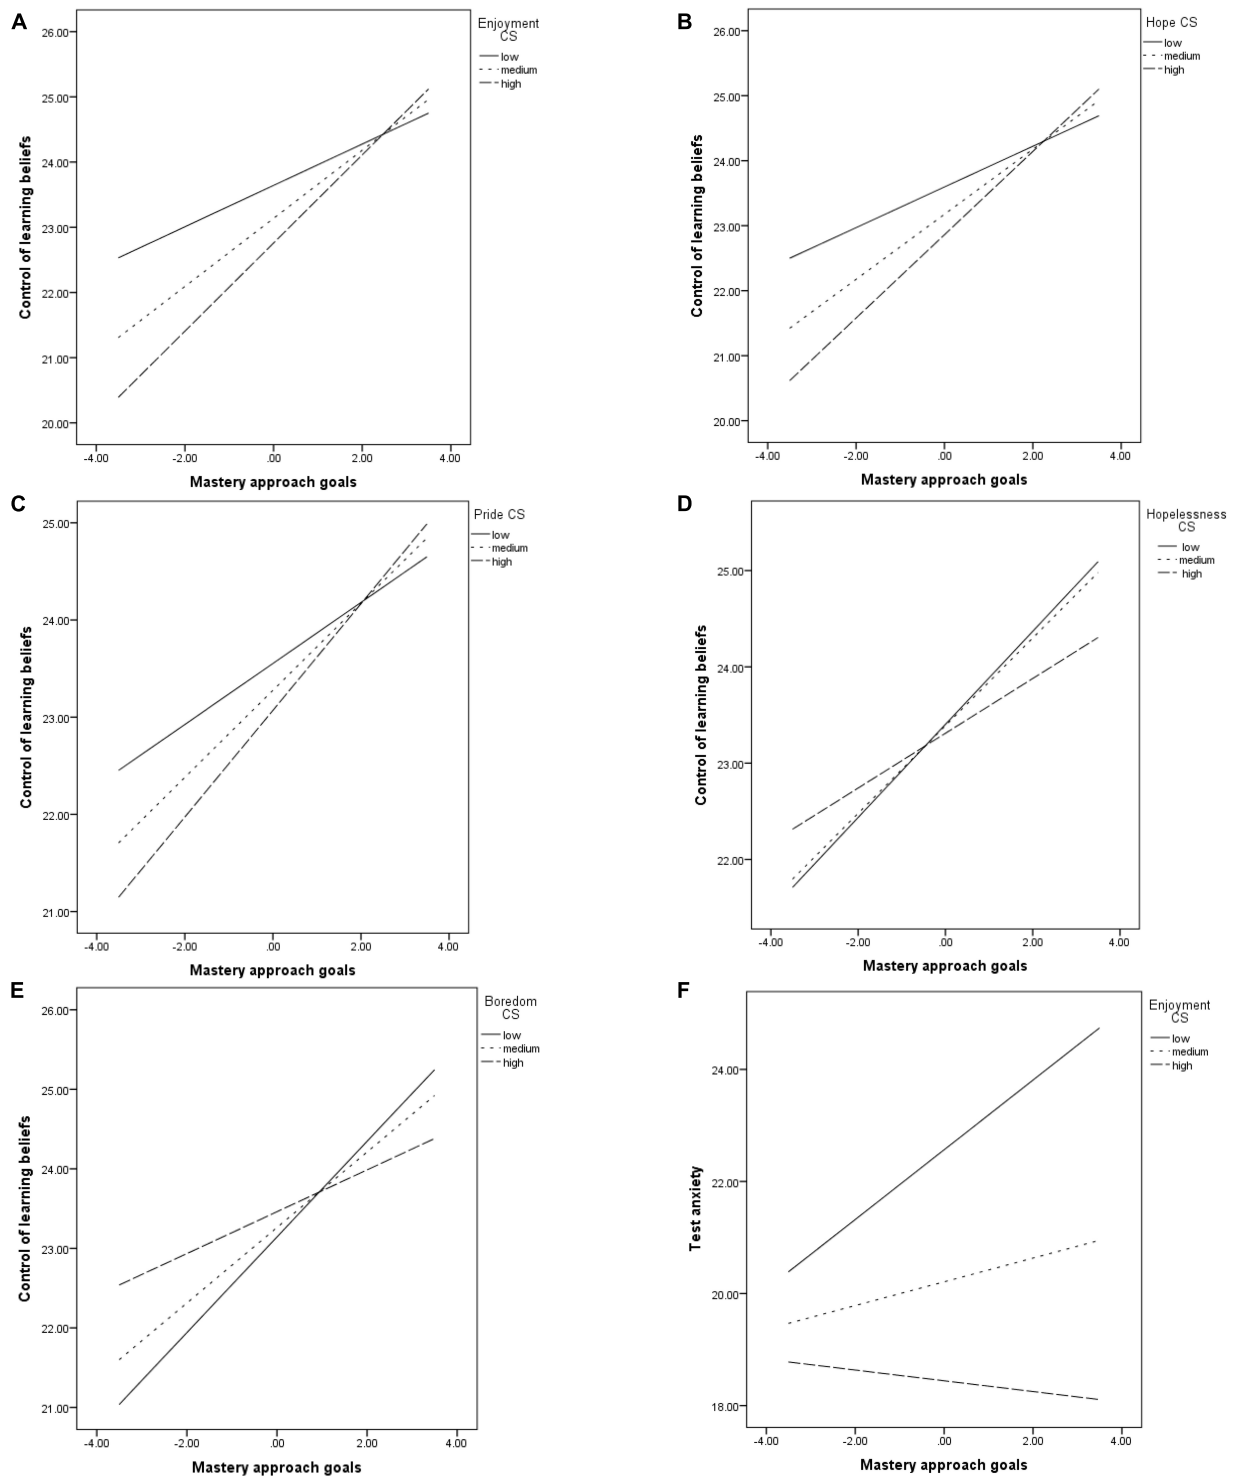 A
Enjoyment
CS
low
medium
high
26.00
25.00
24.00
23.00
22.00
21.00
20.00
Control of learning beliefs
-4.00 -2.00 .00 2.00 4.00
Mastery approach goals
B
Hope CS
low
medium
high
26.00
25.00
24.00
23.00
22.00
21.00
20.00
Control of learning beliefs
-4.00 -2.00 .00 2.00 4.00
Mastery approach goals
C
Pride CS
low
medium
high
25.00
24.00
23.00
22.00
21.00
Control of learning beliefs
-4.00 -2.00 .00 2.00 4.00
Mastery approach goals
D
Hopelessness
CS
low
medium
high
25.00
24.00
23.00
22.00
Control of learning beliefs
-4.00 -2.00 .00 2.00 4.00
Mastery approach goals
E
Boredom
CS
low
medium
high
26.00
25.00
24.00
23.00
22.00
21.00
Control of learning beliefs
-4.00 -2.00 .00 2.00 4.00
Mastery approach goals
F
Enjoyment
CS
low
medium
high
24.00
22.00
20.00
18.00
Test anxiety
-4.00 -2.00 .00 2.00 4.00
Mastery approach goals